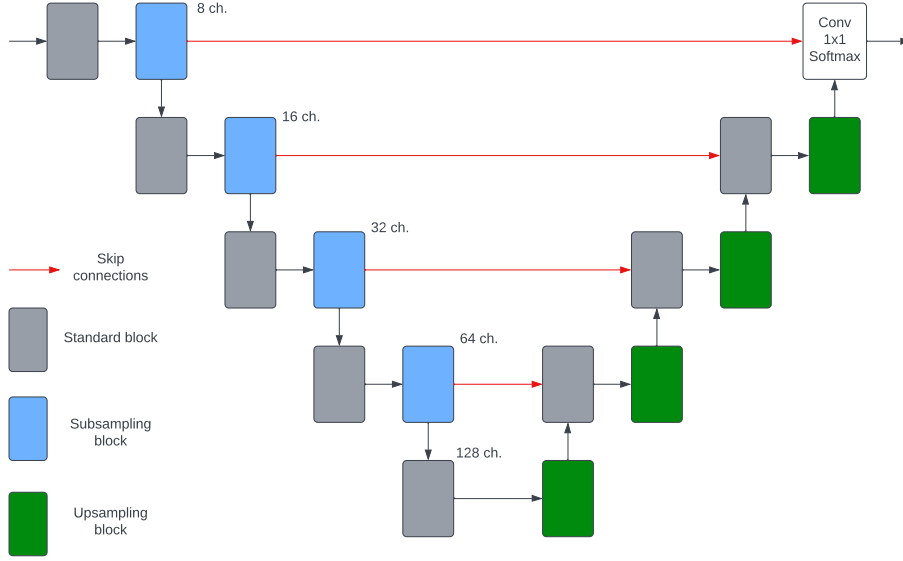 8 ch.
Conv
1x1
Softmax
16 ch.
32 ch.
Skip
connections
64 ch.
Standard block
Subsampling
block
128 ch.
Upsampling
block